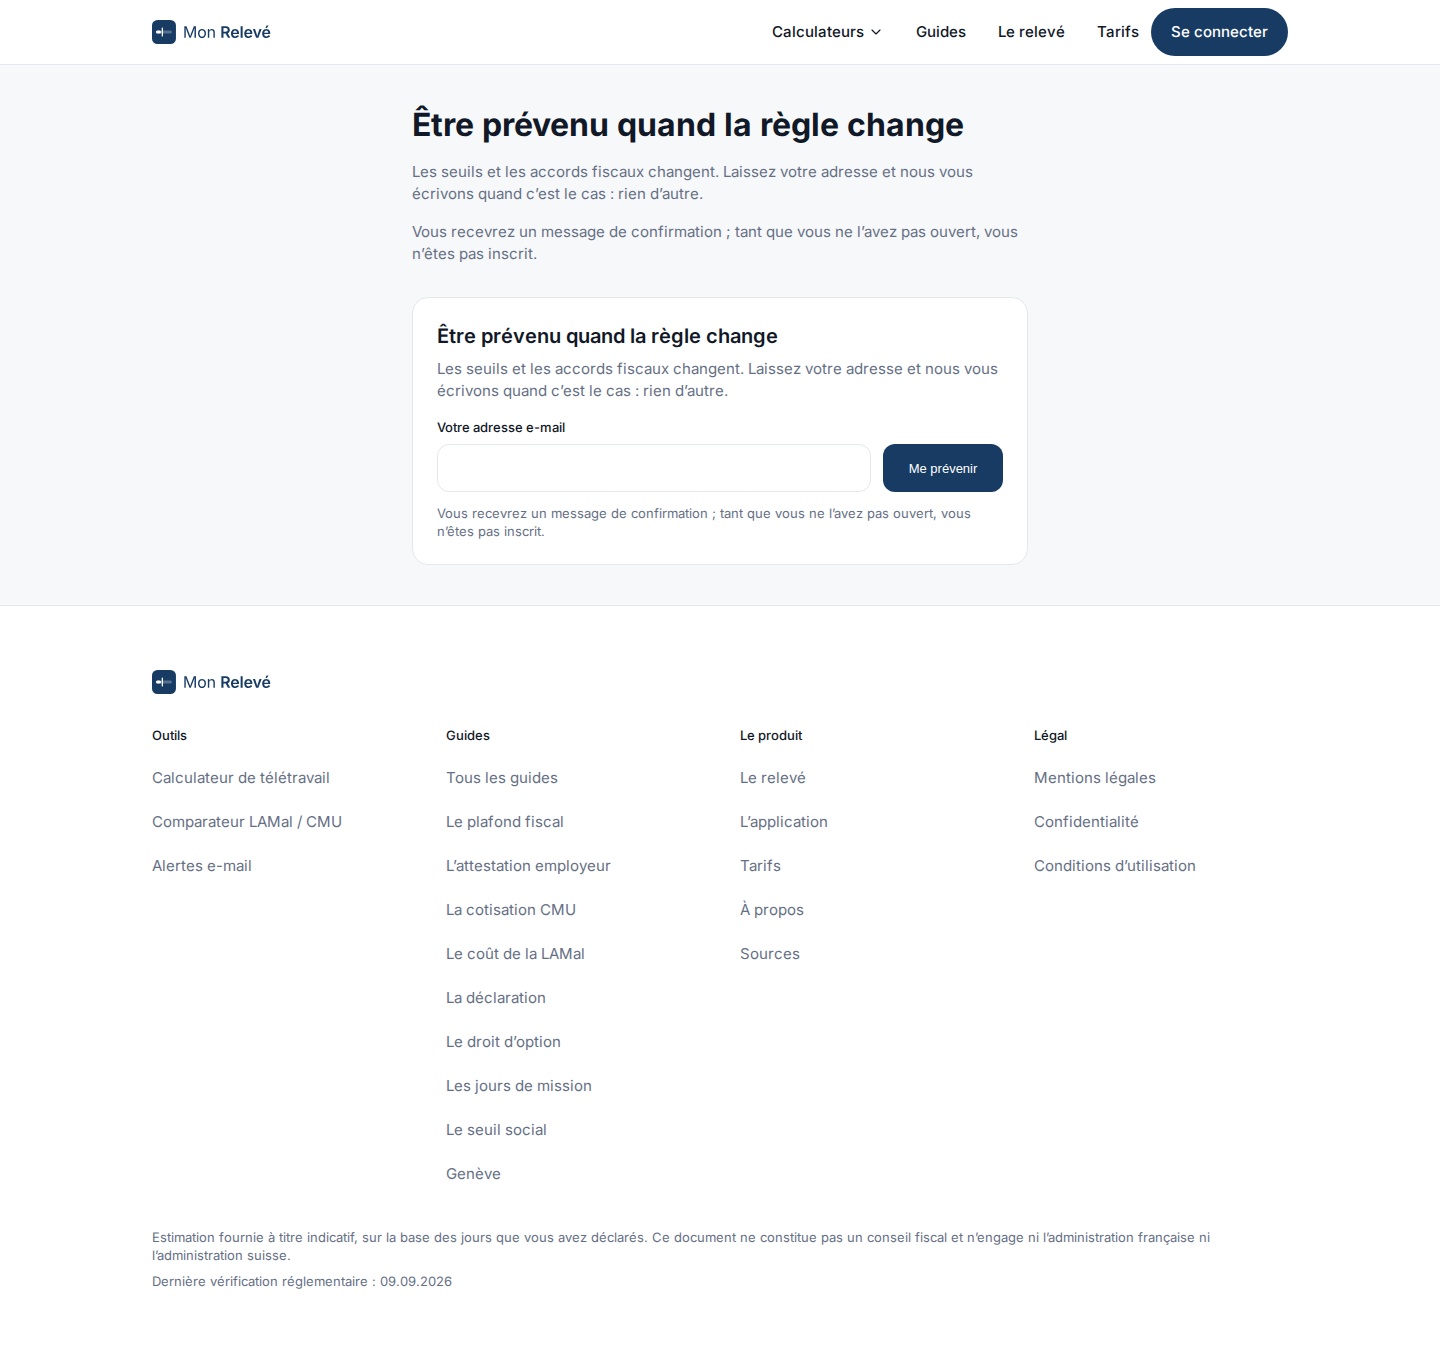 Mon Relevé
Calculateurs
Guides
Le relevé
Tarifs
Se connecter
Être prévenu quand la règle change
Les seuils et les accords fiscaux changent. Laissez votre adresse et nous vous
écrivons quand c’est le cas : rien d’autre.
Vous recevrez un message de confirmation ; tant que vous ne l’avez pas ouvert, vous
n’êtes pas inscrit.
Être prévenu quand la règle change
Les seuils et les accords fiscaux changent. Laissez votre adresse et nous vous
écrivons quand c’est le cas : rien d’autre.
Votre adresse e-mail
Me prévenir
Vous recevrez un message de confirmation ; tant que vous ne l’avez pas ouvert, vous
n’êtes pas inscrit.
Mon Relevé
Outils
Calculateur de télétravail
Comparateur LAMal / CMU
Alertes e-mail
Guides
Tous les guides
Le plafond fiscal
L’attestation employeur
La cotisation CMU
Le coût de la LAMal
La déclaration
Le droit d’option
Les jours de mission
Le seuil social
Genève
Le produit
Le relevé
L’application
Tarifs
À propos
Sources
Légal
Mentions légales
Confidentialité
Conditions d’utilisation
Estimation fournie à titre indicatif, sur la base des jours que vous avez déclarés. Ce document ne constitue pas un conseil fiscal et n’engage ni l’administration française ni
l’administration suisse.
Dernière vérification réglementaire : 09.09.2026